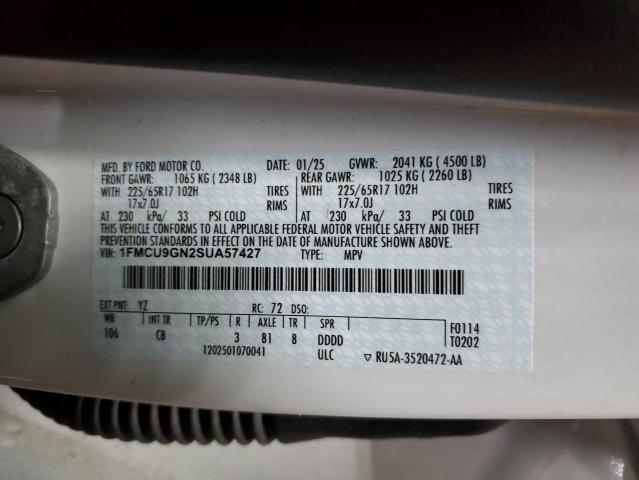 MFD. BY FORD MOTOR CO. DATE: 01/25 GVWR: 2041 KG ( 4500 LB)
FRONT GAWR: 1065 KG ( 2348 LB) REAR GAWR: 1025 KG ( 2260 LB)
WITH 225/65R17 102H TIRES WITH 225/65R17 102H TIRES
17x7.0J RIMS 17x7.0J RIMS
AT 230 kPa/ 33 PSI COLD AT 230 kPa/ 33 PSI COLD
THIS VEHICLE CONFORMS TO ALL APPLICABLE FEDERAL MOTOR VEHICLE SAFETY AND THEFT
PREVENTION STANDARDS IN EFFECT ON THE DATE OF MANUFACTURE SHOWN ABOVE.
VIN: 1FMCU9GN2SUA57427 TYPE: MPV
EXT PNT: YZ RC: 72 DSO:
WB INT TR TP/PS R AXLE TR SPR F0114
106 CB 3 81 8 DDDD T0202
1202501070041 ULC RU5A-3520472-AA